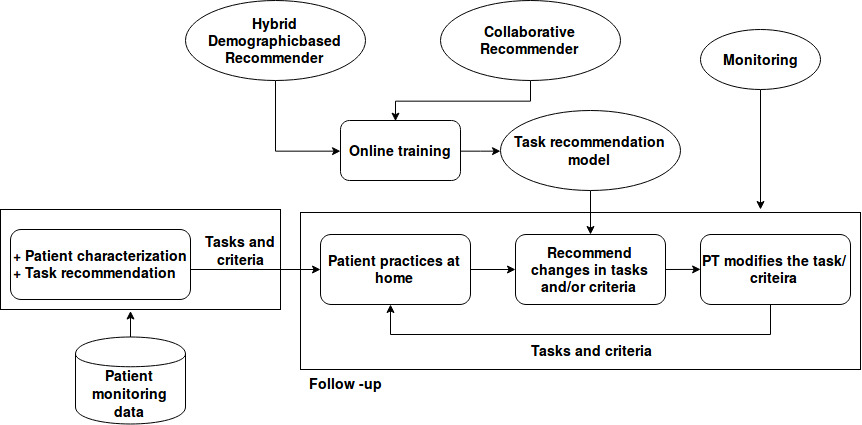 Hybrid
Demographicbased
Recommender
Collaborative
Recommender
Monitoring
Online training
Task recommendation
model
+ Patient characterization
+ Task recommendation
Tasks and
criteria
Patient practices at
home
Recommend
changes in tasks
and/or criteria
PT modifies the task/
criteira
Tasks and criteria
Patient
monitoring
data
Follow -up